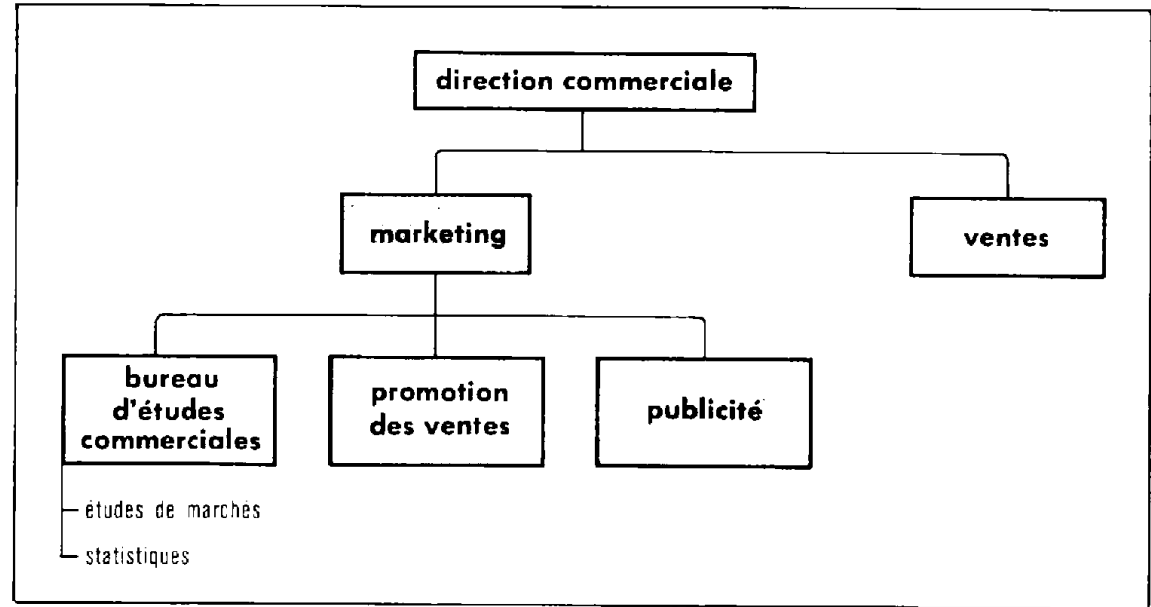 direction commerciale
marketing
ventes
bureau
d'études
commerciales
promotion
des ventes
publicité
études de marchés
statistiques